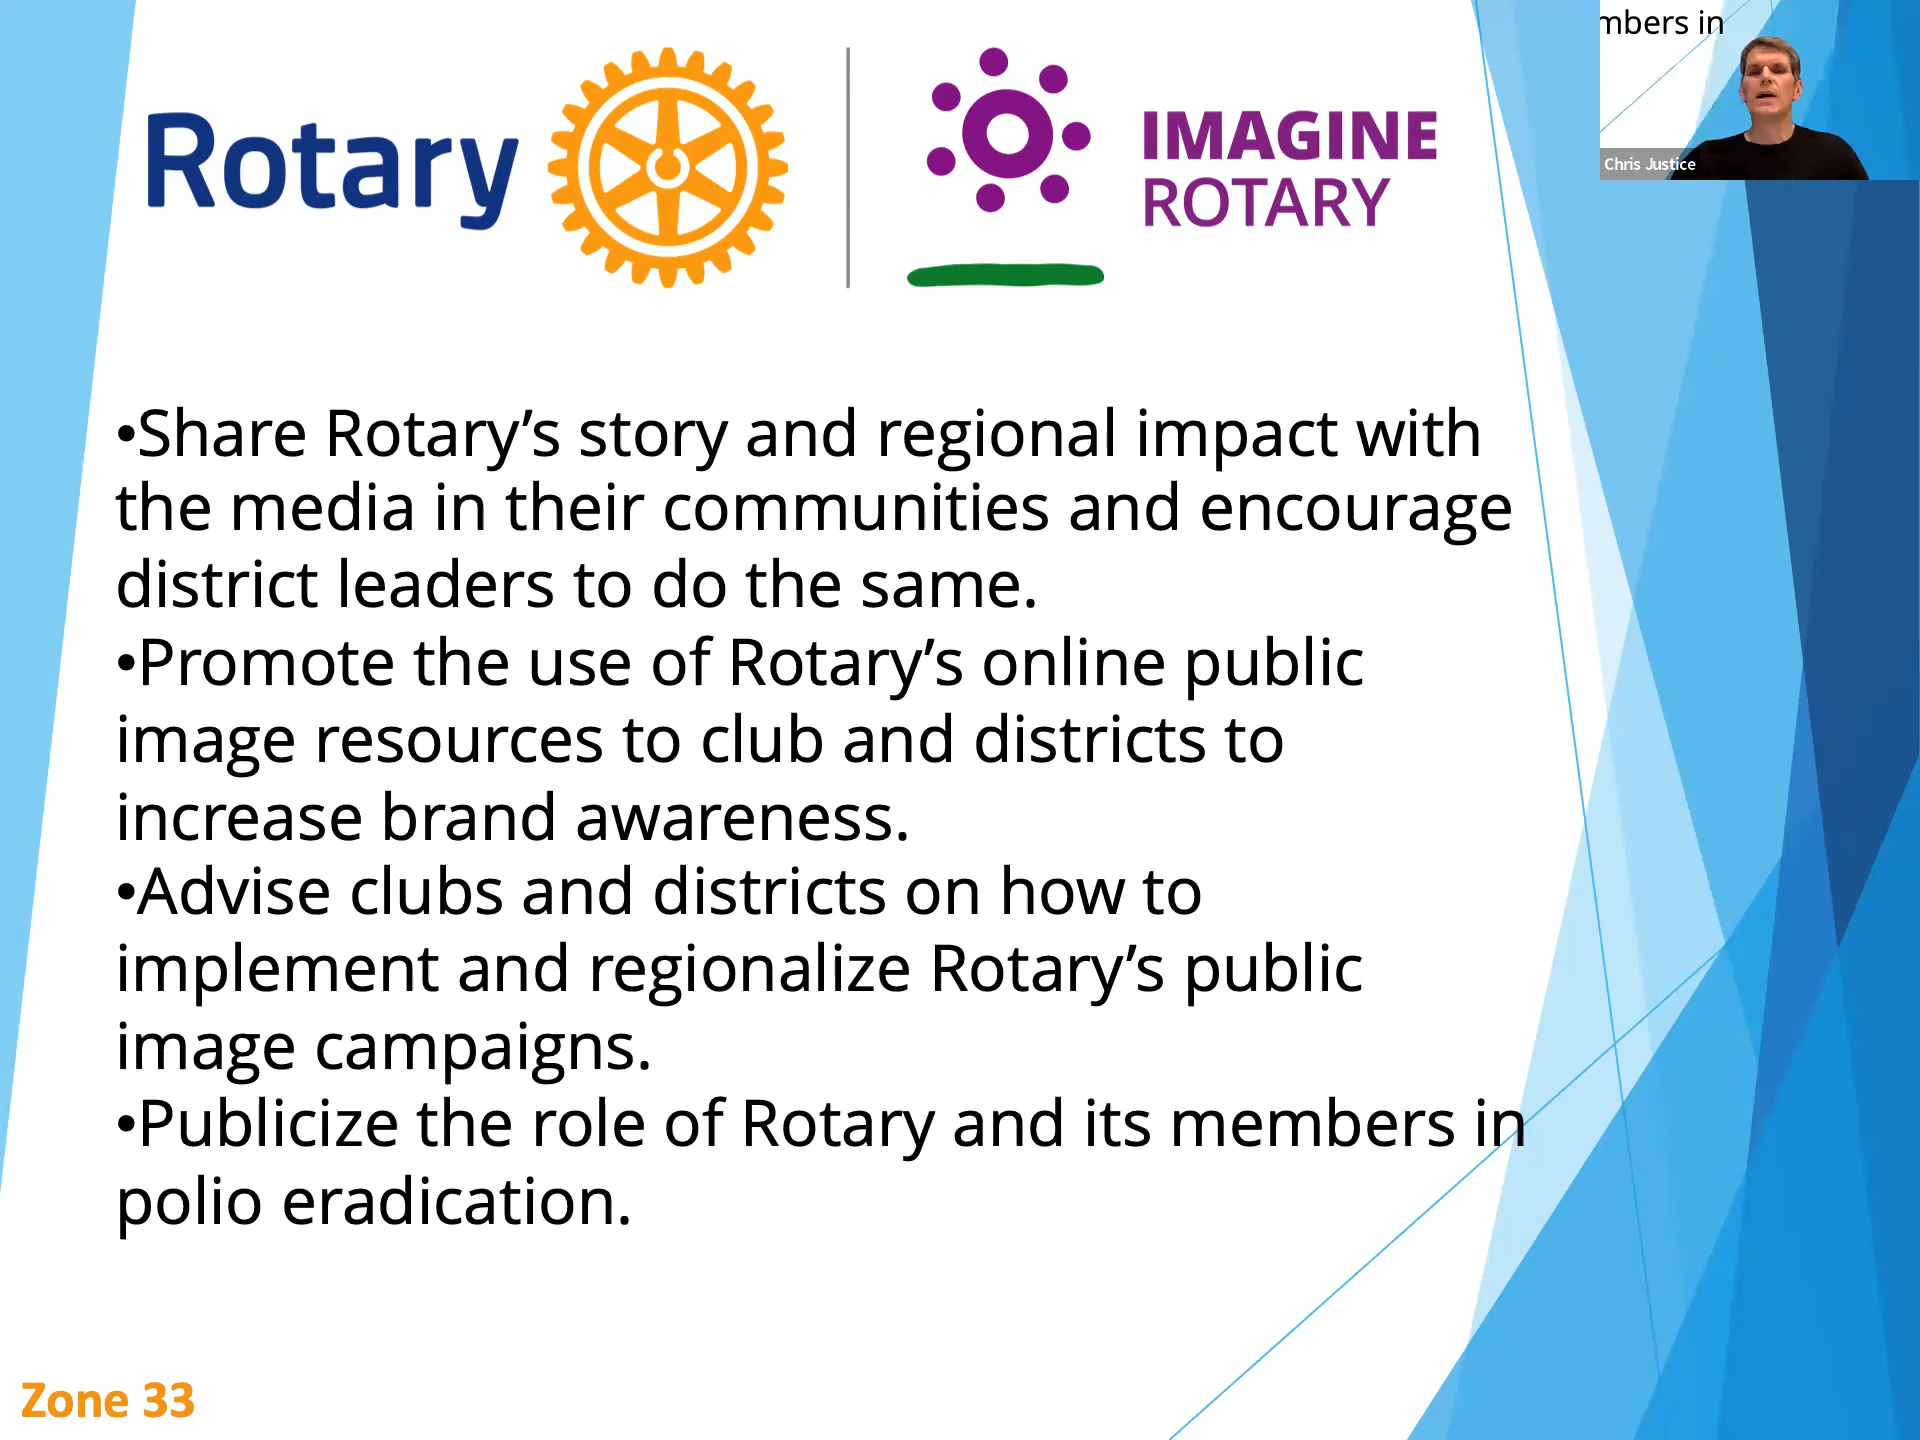 mbers in
Chris Justice
Rotary
IMAGINE
ROTARY
•Share Rotary’s story and regional impact with
the media in their communities and encourage
district leaders to do the same.
•Promote the use of Rotary’s online public
image resources to club and districts to
increase brand awareness.
•Advise clubs and districts on how to
implement and regionalize Rotary’s public
image campaigns.
•Publicize the role of Rotary and its members in
polio eradication.
Zone 33